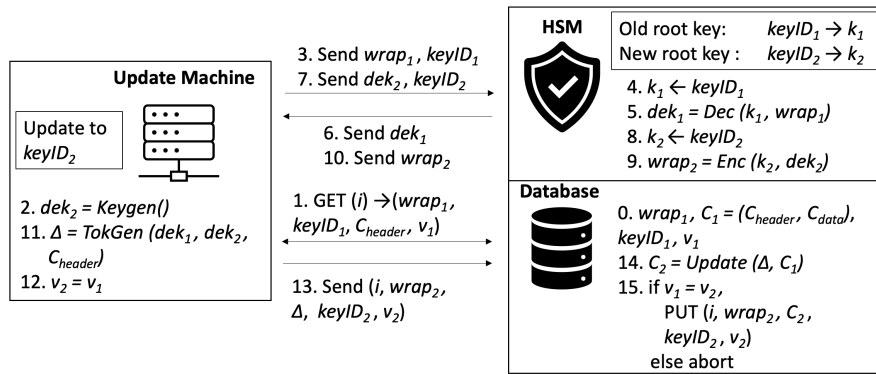 HSM
Old root key: keyID₁ → k₁
New root key : keyID₂ → k₂
3. Send wrap₁, keyID₁
7. Send dek₂, keyID₂
Update Machine
Update to
keyID₂
4. k₁ ← keyID₁
5. dek₁ = Dec (k₁, wrap₁)
8. k₂ ← keyID₂
9. wrap₂ = Enc (k₂, dek₂)
6. Send dek₁
10. Send wrap₂
Database
1. GET (i) →(wrap₁,
keyID₁, C_header, v₁)
2. dek₂ = Keygen()
11. Δ = TokGen (dek₁, dek₂,
C_header)
12. v₂ = v₁
0. wrap₁, C₁ = (C_header, C_data),
keyID₁, v₁
14. C₂ = Update (Δ, C₁)
15. if v₁ = v₂,
PUT (i, wrap₂, C₂,
keyID₂, v₂)
else abort
13. Send (i, wrap₂,
Δ, keyID₂, v₂)